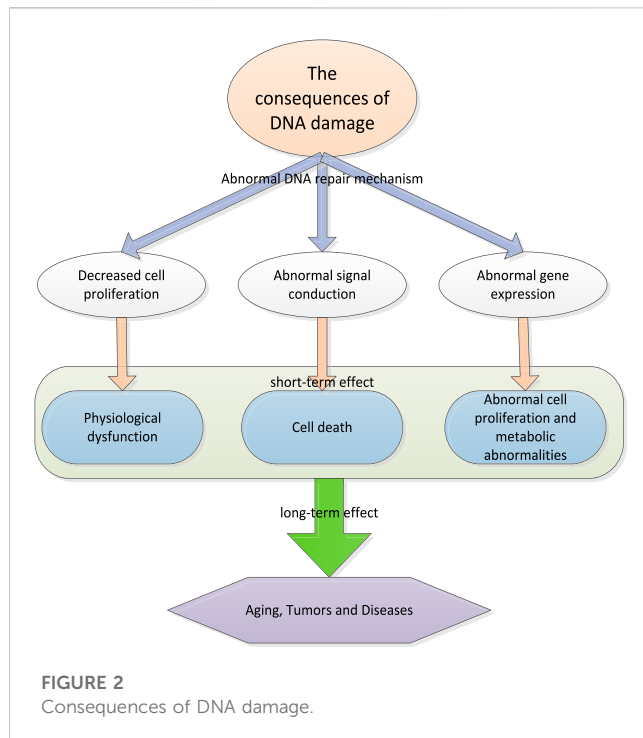 The
consequences of
DNA damage
Abnormal DNA repair mechanism
Decreased cell
proliferation
Abnormal signal
conduction
Abnormal gene
expression
short-term effect
Physiological
dysfunction
Cell death
Abnormal cell
proliferation and
metabolic
abnormalities
long-term effect
Aging, Tumors and Diseases
FIGURE 2
Consequences of DNA damage.